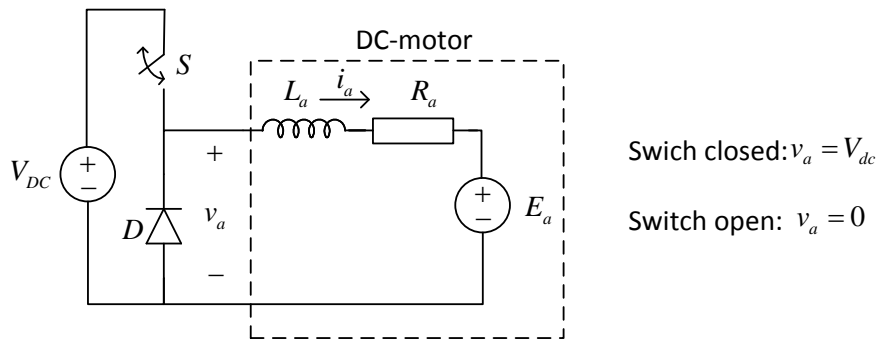 DC-motor
S
L_a
i_a
R_a
Swich closed: v_a = V_dc
+
+
+
V_DC
−
−
E_a
Switch open: v_a = 0
D
v_a
−